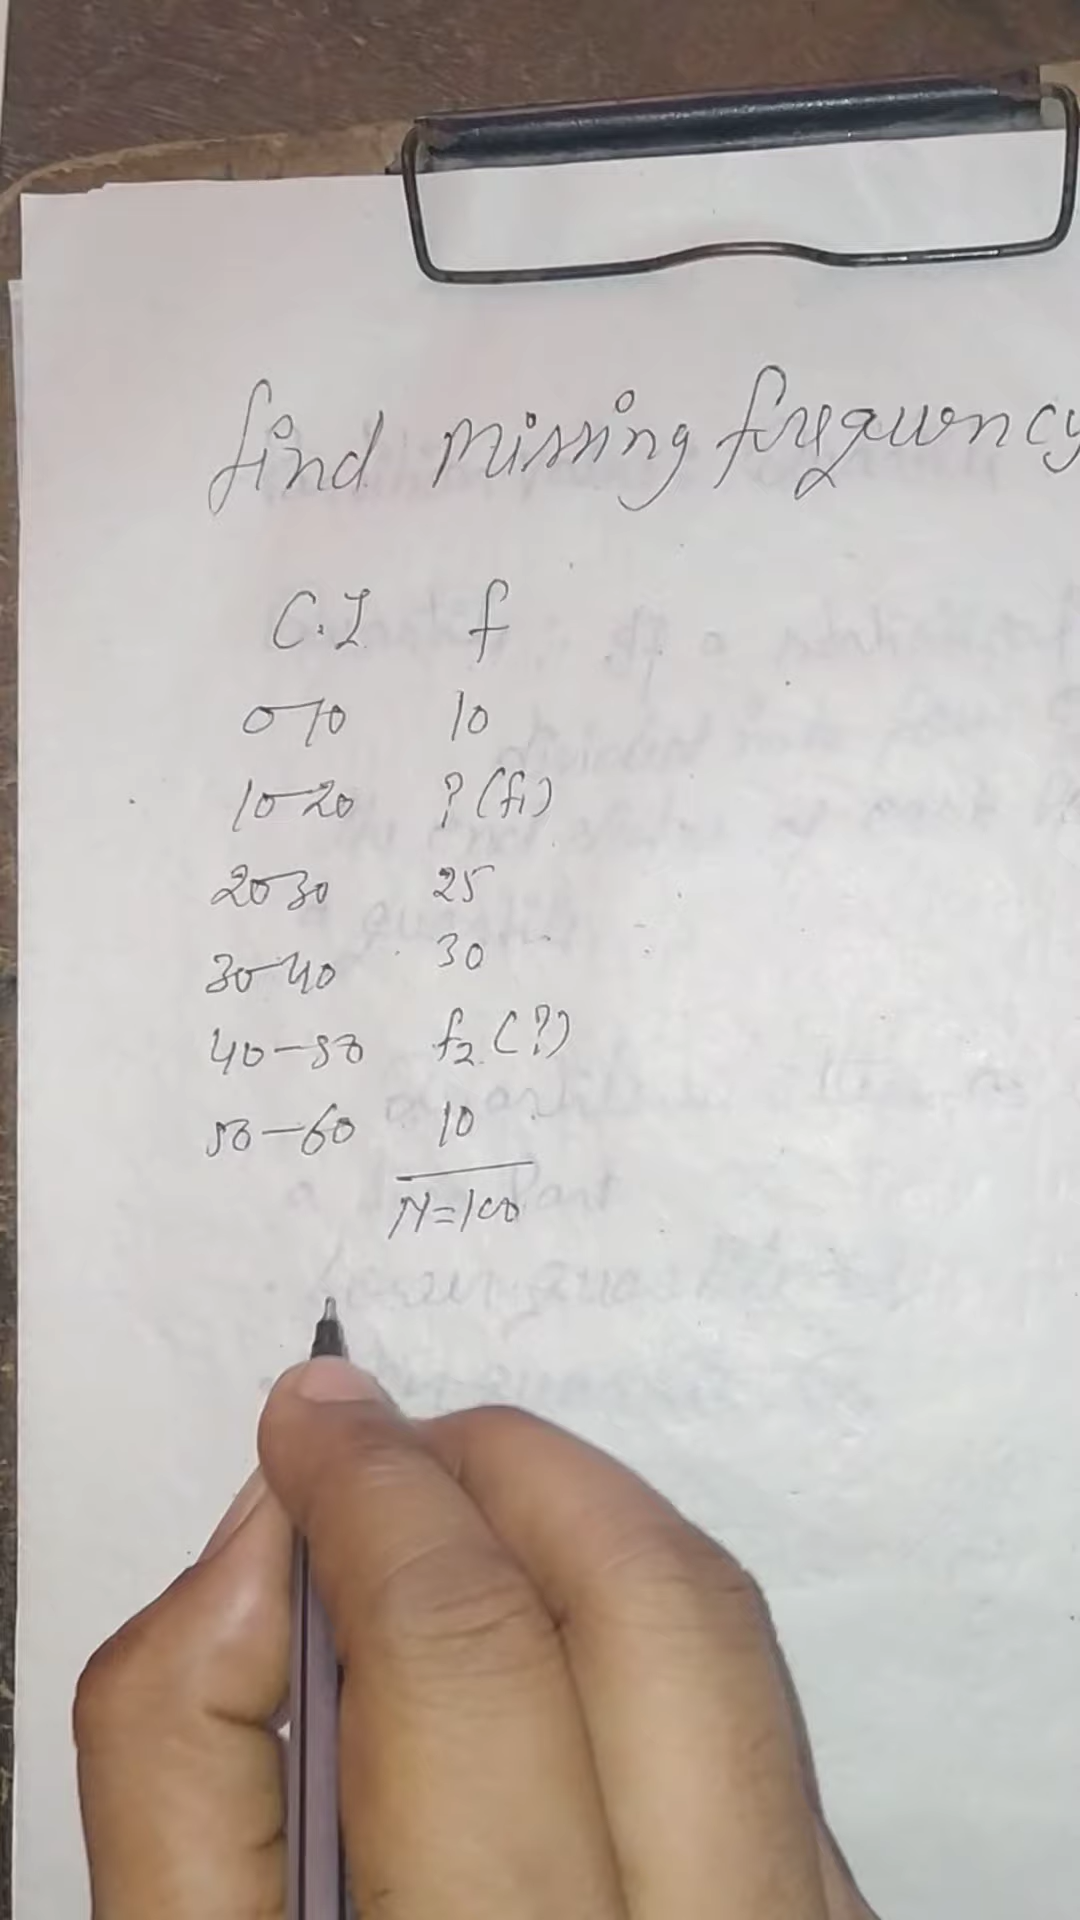 find missing frequency
C.I f
0-10 10
10-20 ? (f1)
20-30 25
30-40 30
40-50 f2 (?)
50-60 10
N=100